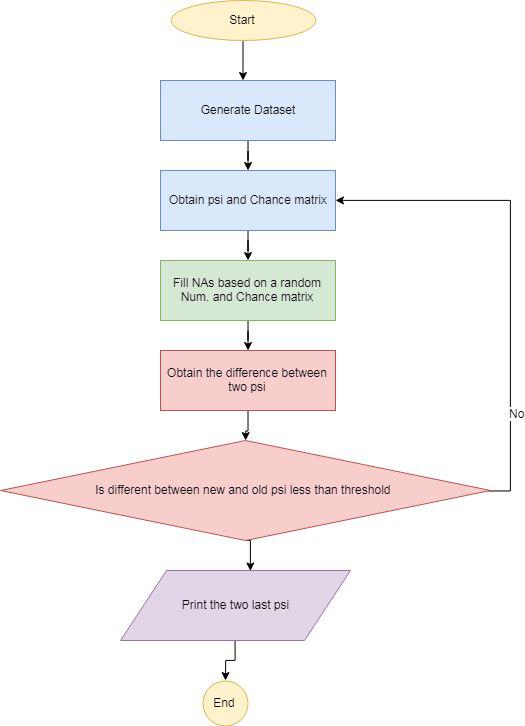 Start
Generate Dataset
Obtain psi and Chance matrix
Fill NAs based on a random
Num. and Chance matrix
Obtain the difference between
two psi
No
Is different between new and old psi less than threshold
Print the two last psi
End